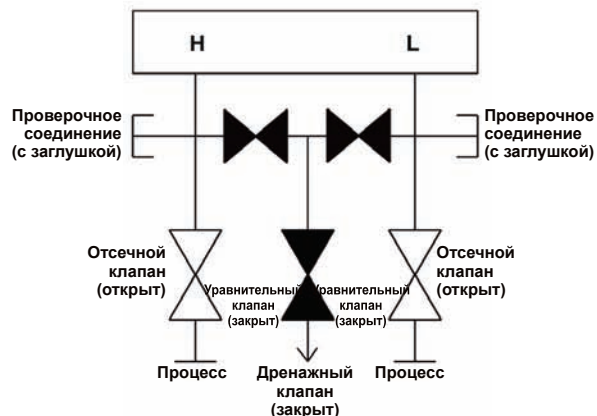 H
L
Проверочное
соединение
(с заглушкой)
Проверочное
соединение
(с заглушкой)
Отсечной
клапан
(открыт)
Отсечной
клапан
(открыт)
Уравнительный
клапан
(закрыт)
Уравнительный
клапан
(закрыт)
Процесс
Дренажный
клапан
(закрыт)
Процесс